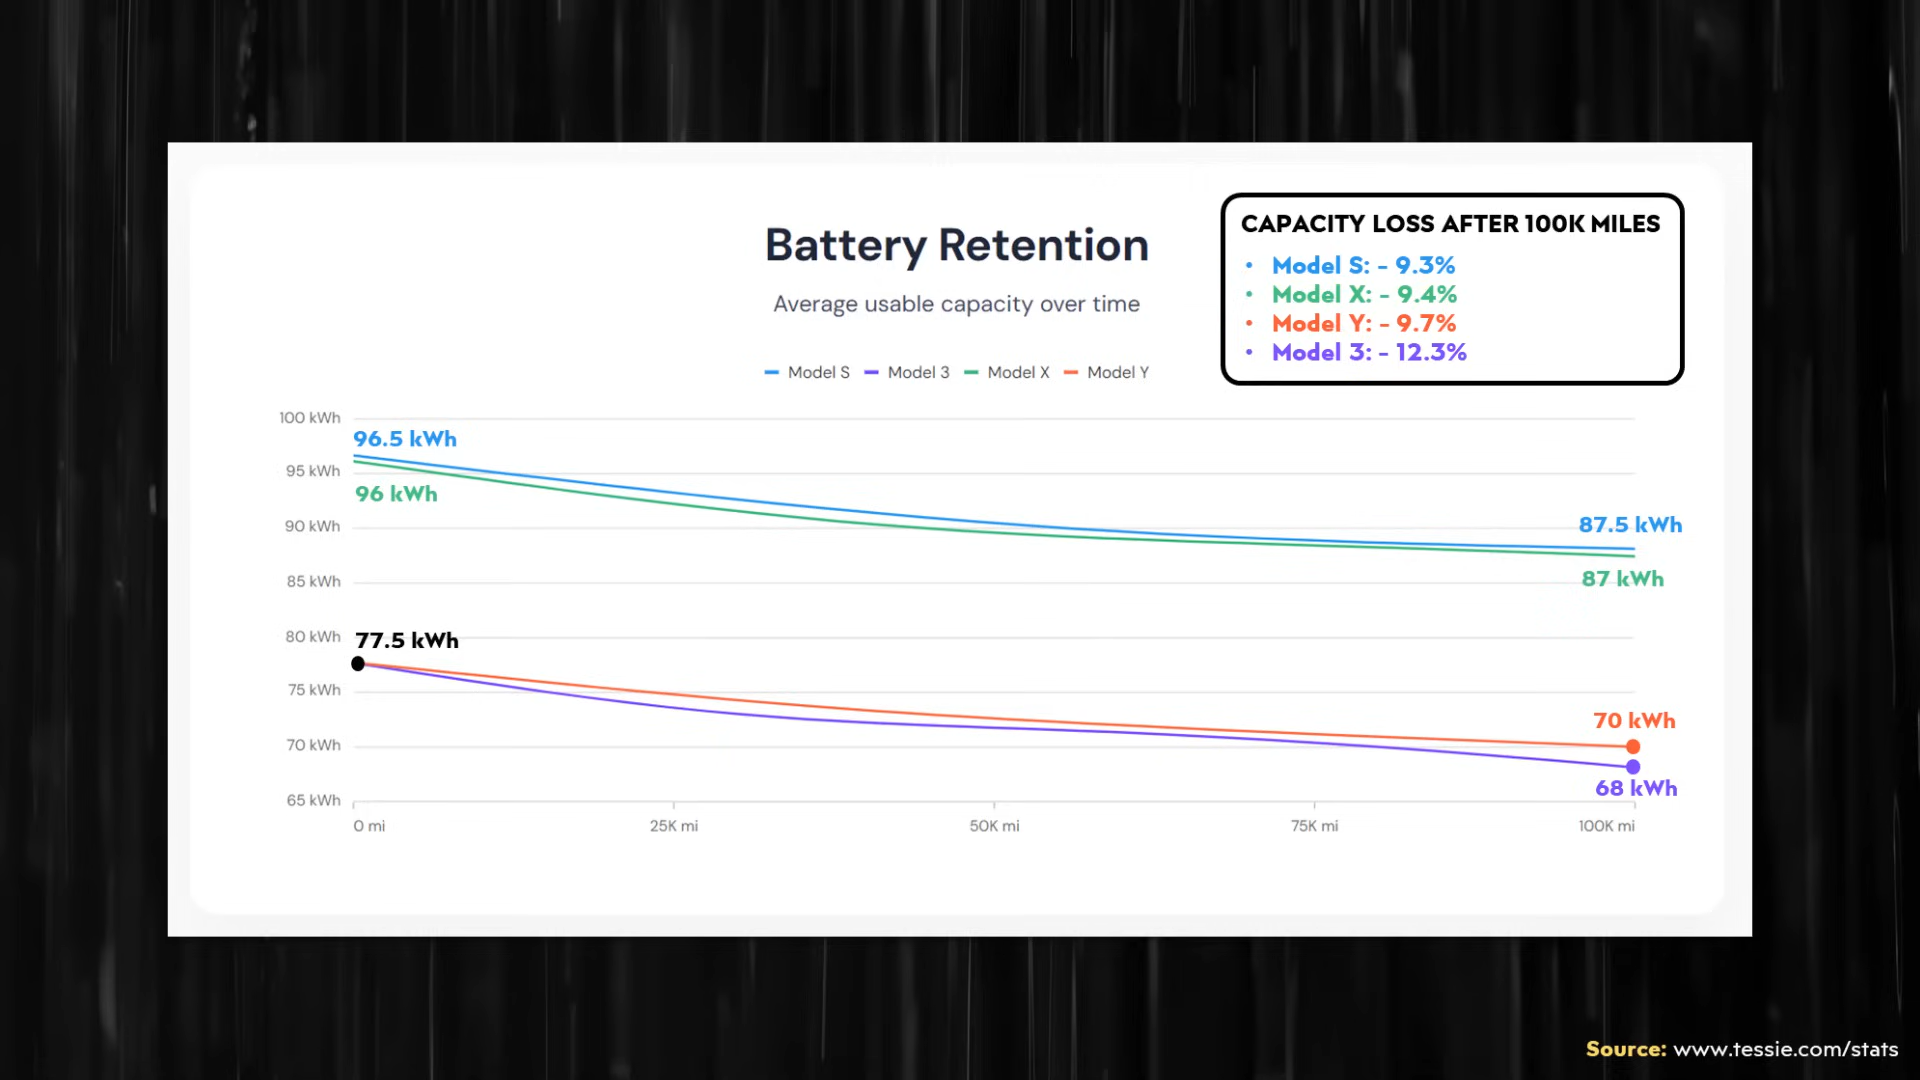 Battery Retention
Average usable capacity over time
Model S Model 3 Model X Model Y
CAPACITY LOSS AFTER 100K MILES
• Model S: - 9.3%
• Model X: - 9.4%
• Model Y: - 9.7%
• Model 3: - 12.3%
100 kWh
96.5 kWh
95 kWh
96 kWh
90 kWh
87.5 kWh
85 kWh
87 kWh
80 kWh
77.5 kWh
75 kWh
70 kWh
70 kWh
68 kWh
65 kWh
0 mi 25K mi 50K mi 75K mi 100K mi
Source: www.tessie.com/stats